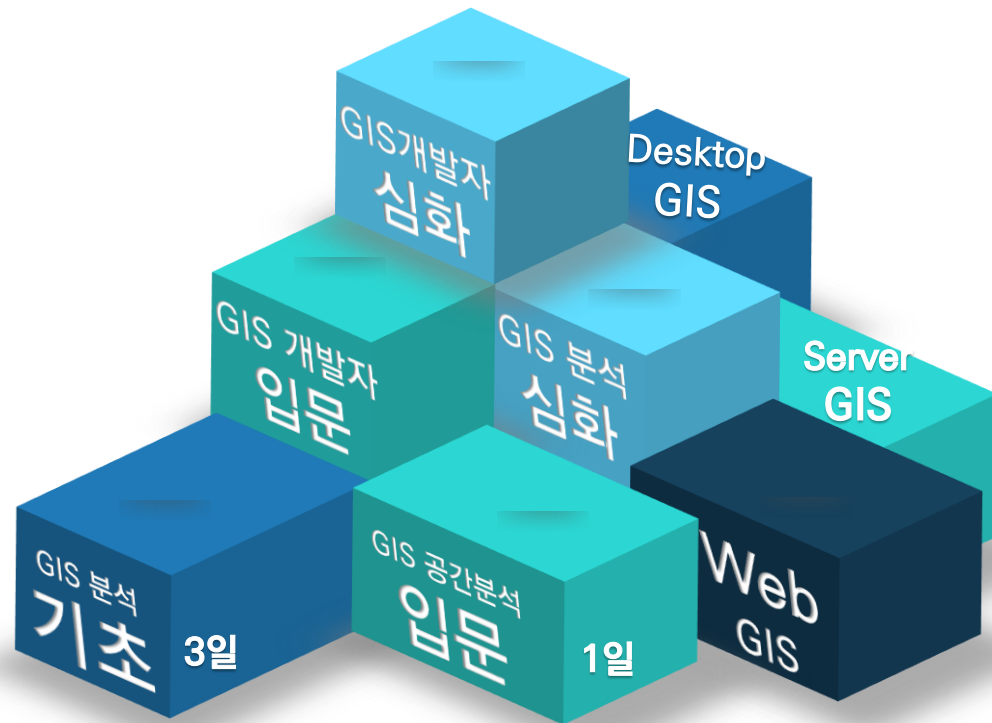 GIS개발자
심화
Desktop
GIS
GIS 개발자
입문
GIS 분석
심화
Server
GIS
GIS 분석
기초
3일
GIS 공간분석
입문
1일
Web
GIS